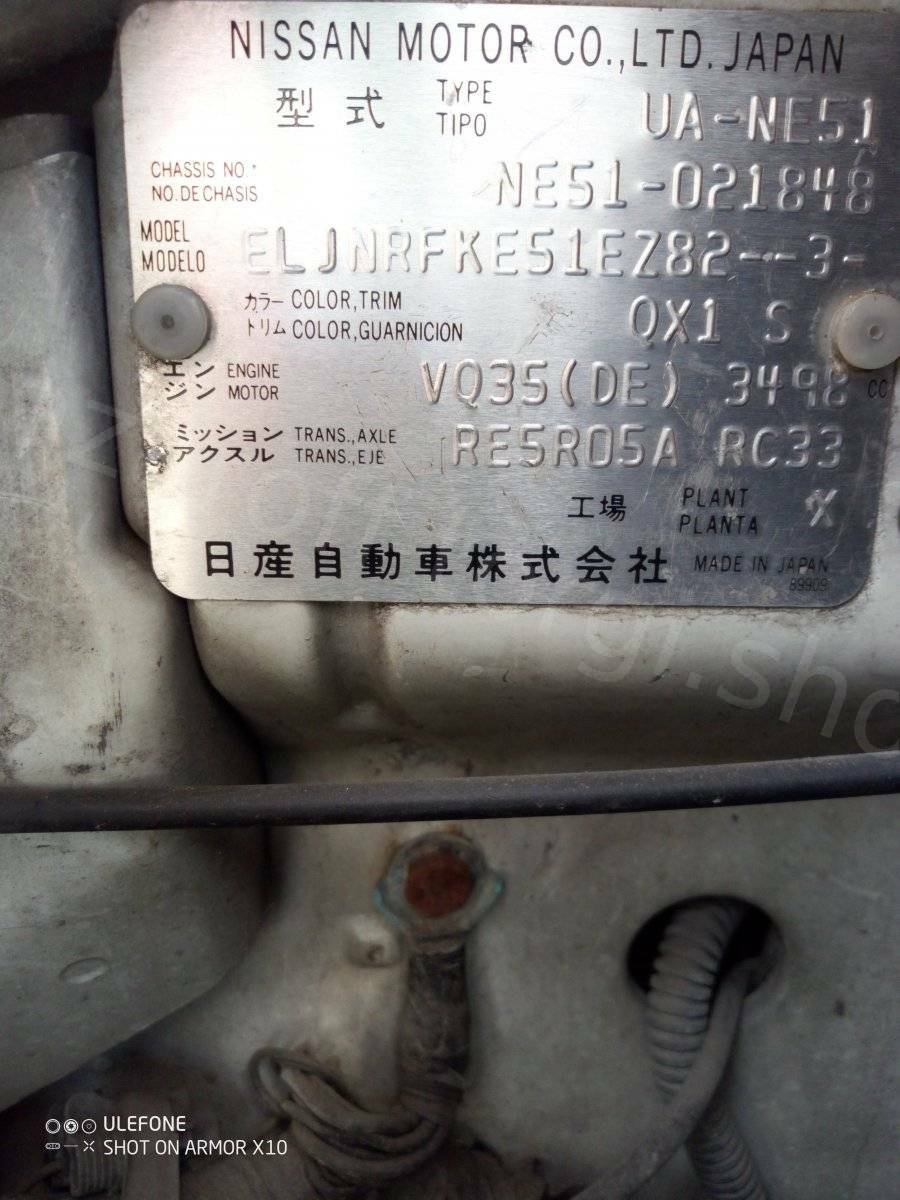 NISSAN MOTOR CO.,LTD.JAPAN
型式 TYPE TIPO UA-NE51
CHASSIS NO.
NO.DE CHASIS NE51-021848
MODEL
MODELO ELJNRFKE51EZ82--3-
カラー COLOR,TRIM
トリム COLOR,GUARNICION QX1 S
エンジン ENGINE
MOTOR VQ35(DE) 3498 CC
ミッション TRANS.,AXLE
アクスル TRANS.,EJE RE5R05A RC33
工場 PLANT
PLANTA
日産自動車株式会社 MADE IN JAPAN
89909
ULEFONE
SHOT ON ARMOR X10